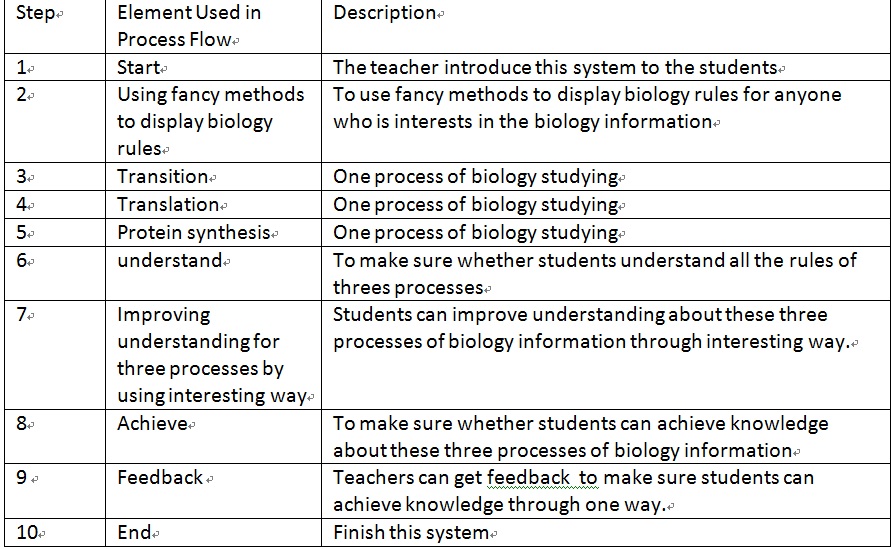 Step Element Used in Description
Process Flow
1 Start The teacher introduce this system to the students
2 Using fancy methods To use fancy methods to display biology rules for anyone
to display biology who is interests in the biology information
rules
3 Transition One process of biology studying
4 Translation One process of biology studying
5 Protein synthesis One process of biology studying
6 understand To make sure whether students understand all the rules of
threes processes
7 Improving Students can improve understanding about these three
understanding for processes of biology information through interesting way.
three processes by
using interesting way
8 Achieve To make sure whether students can achieve knowledge
about these three processes of biology information
9 Feedback Teachers can get feedback to make sure students can
achieve knowledge through one way.
10 End Finish this system